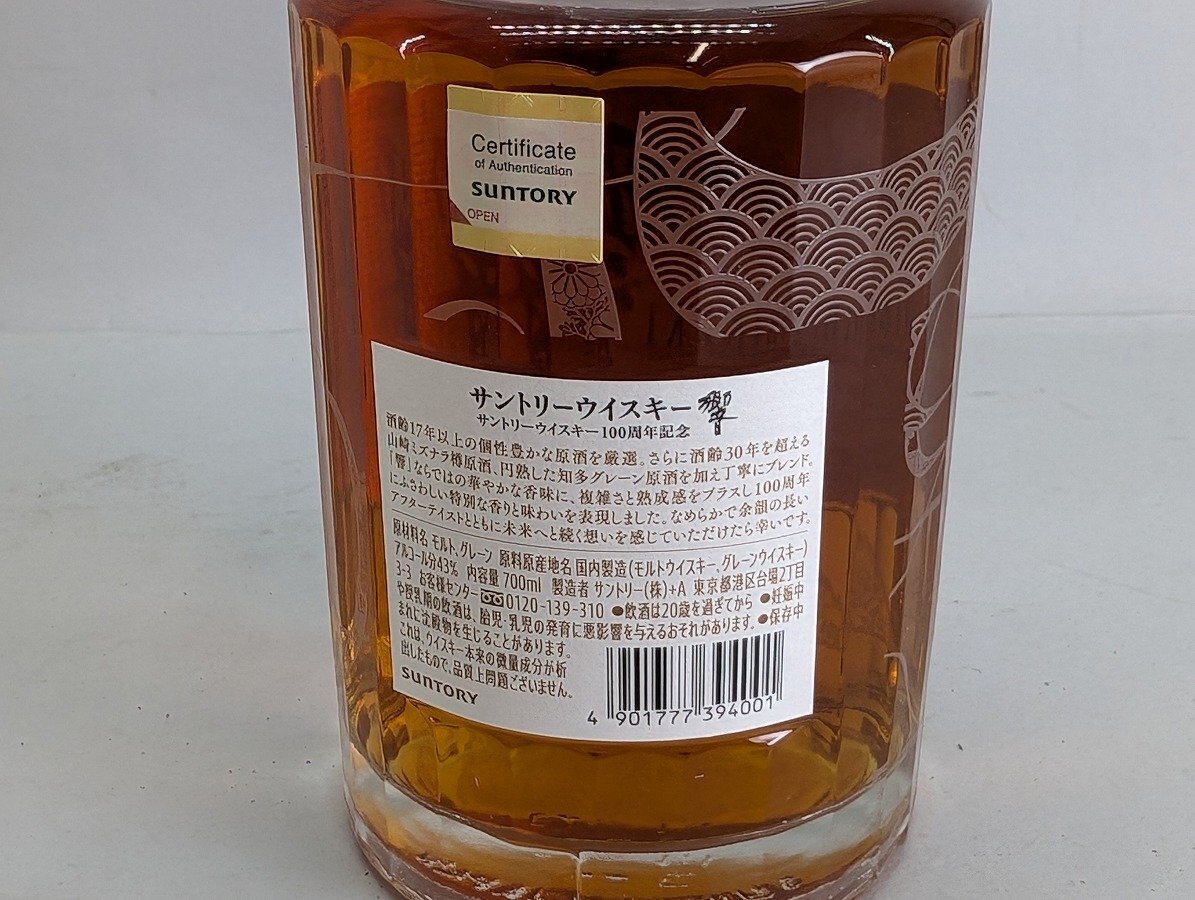 Certificate
of Authentication
SUNTORY
OPEN
サントリーウイスキー響
サントリーウイスキー100周年記念
酒齢17年以上の個性豊かな原酒を厳選。さらに酒齢30年を超える
山崎ミズナラ樽原酒、円熟した知多グレーン原酒を加え丁寧にブレンド。
「響」ならではの華やかな香味に、複雑さと熟成感をプラスし100周年
にふさわしい特別な香りと味わいを表現しました。なめらかで余韻の長い
アフターテイストとともに未来へと続く想いを感じていただけたら幸いです。
原材料名 モルト、グレーン 原料原産地名 国内製造(モルトウイスキー、グレーンウイスキー)
アルコール分43% 内容量700ml 製造者 サントリー(株)+A 東京都港区台場2丁目
3-3 お客様センター 0120-139-310 ●飲酒は20歳を過ぎてから ●妊娠中
や授乳期の飲酒は、胎児・乳児の発育に悪影響を与えるおそれがあります。●保存中
まれに沈殿物を生じることがあります。
これは、ウイスキー本来の微量成分が析
出したもので、品質上問題ございません。
SUNTORY
4 901777 394001